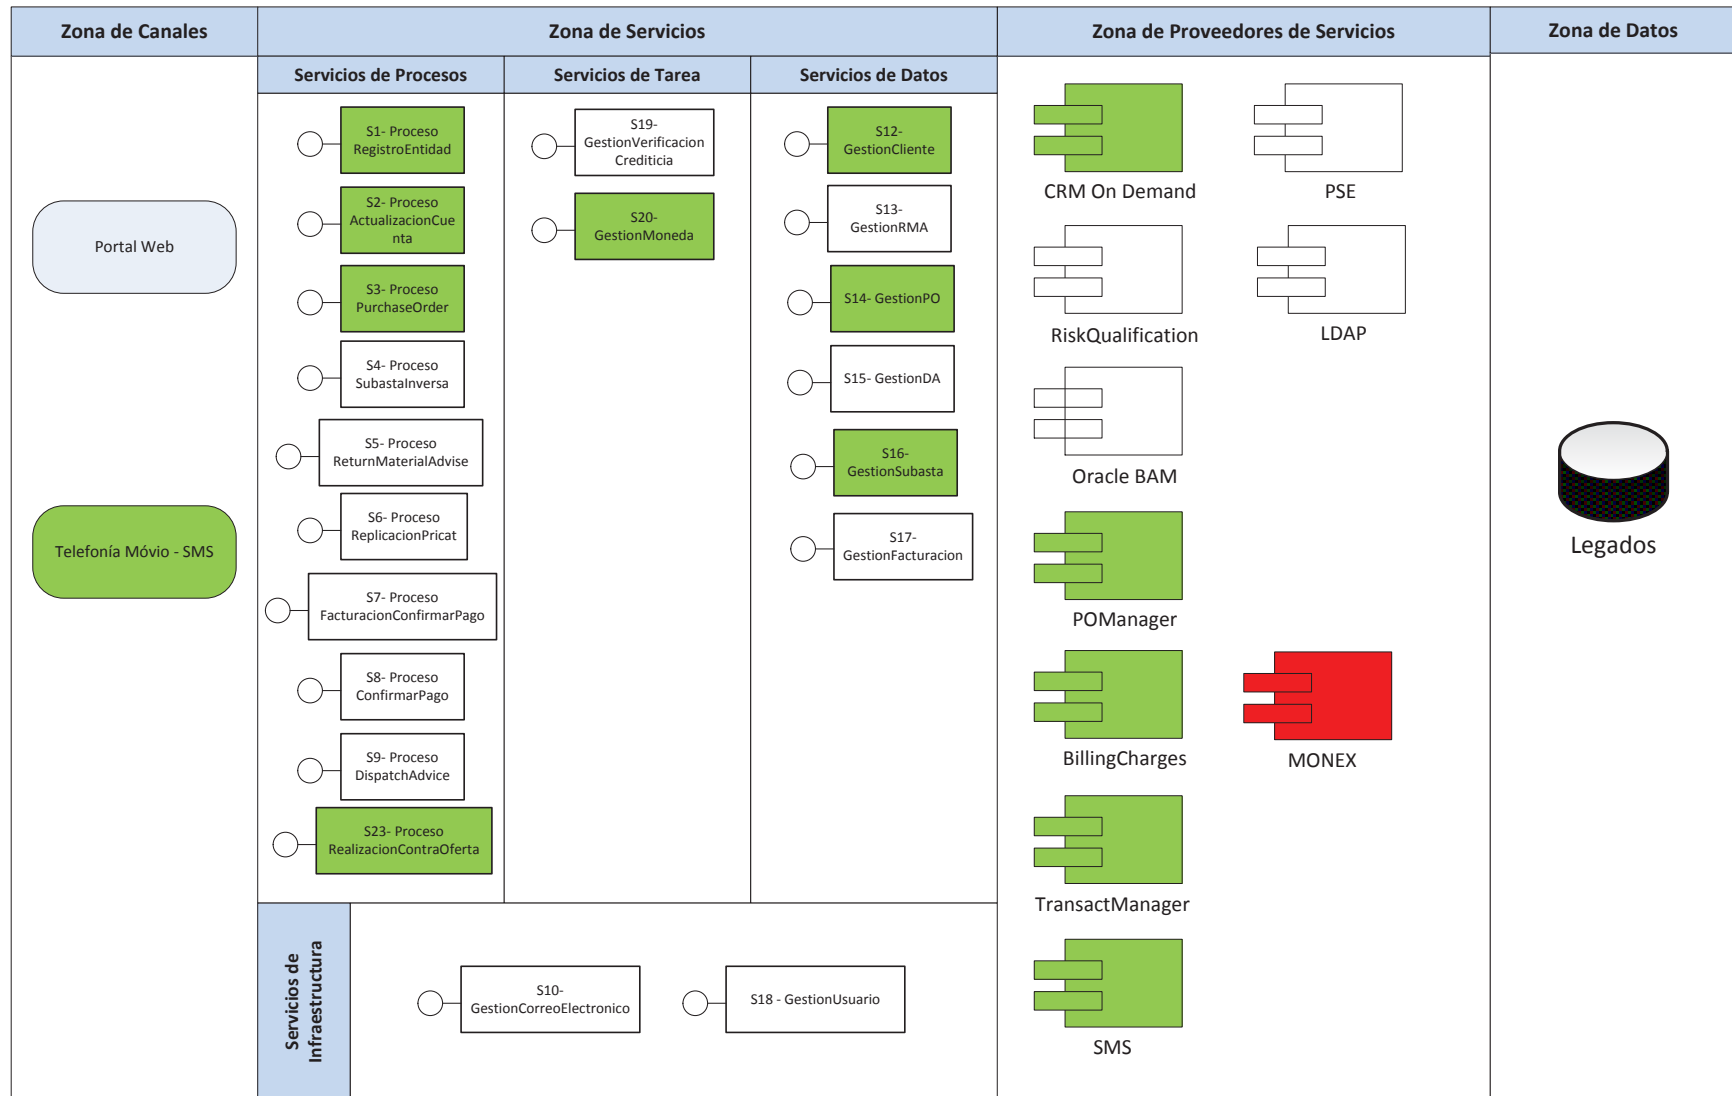 Zona de Canales
Zona de Servicios
Zona de Proveedores de Servicios
Zona de Datos
Servicios de Procesos
Servicios de Tarea
Servicios de Datos
Portal Web
Telefonía Móvio - SMS
S1- Proceso
RegistroEntidad
S2- Proceso
ActualizacionCue
nta
S3- Proceso
PurchaseOrder
S4- Proceso
SubastaInversa
S5- Proceso
ReturnMaterialAdvise
S6- Proceso
ReplicacionPricat
S7- Proceso
FacturacionConfirmarPago
S8- Proceso
ConfirmarPago
S9- Proceso
DispatchAdvice
S23- Proceso
RealizacionContraOferta
S19-
GestionVerificacion
Crediticia
S20-
GestionMoneda
S12-
GestionCliente
S13-
GestionRMA
S14- GestionPO
S15- GestionDA
S16-
GestionSubasta
S17-
GestionFacturacion
Servicios de
Infraestructura
S10-
GestionCorreoElectronico
S18 - GestionUsuario
CRM On Demand
PSE
RiskQualification
LDAP
Oracle BAM
POManager
BillingCharges
MONEX
TransactManager
SMS
Legados